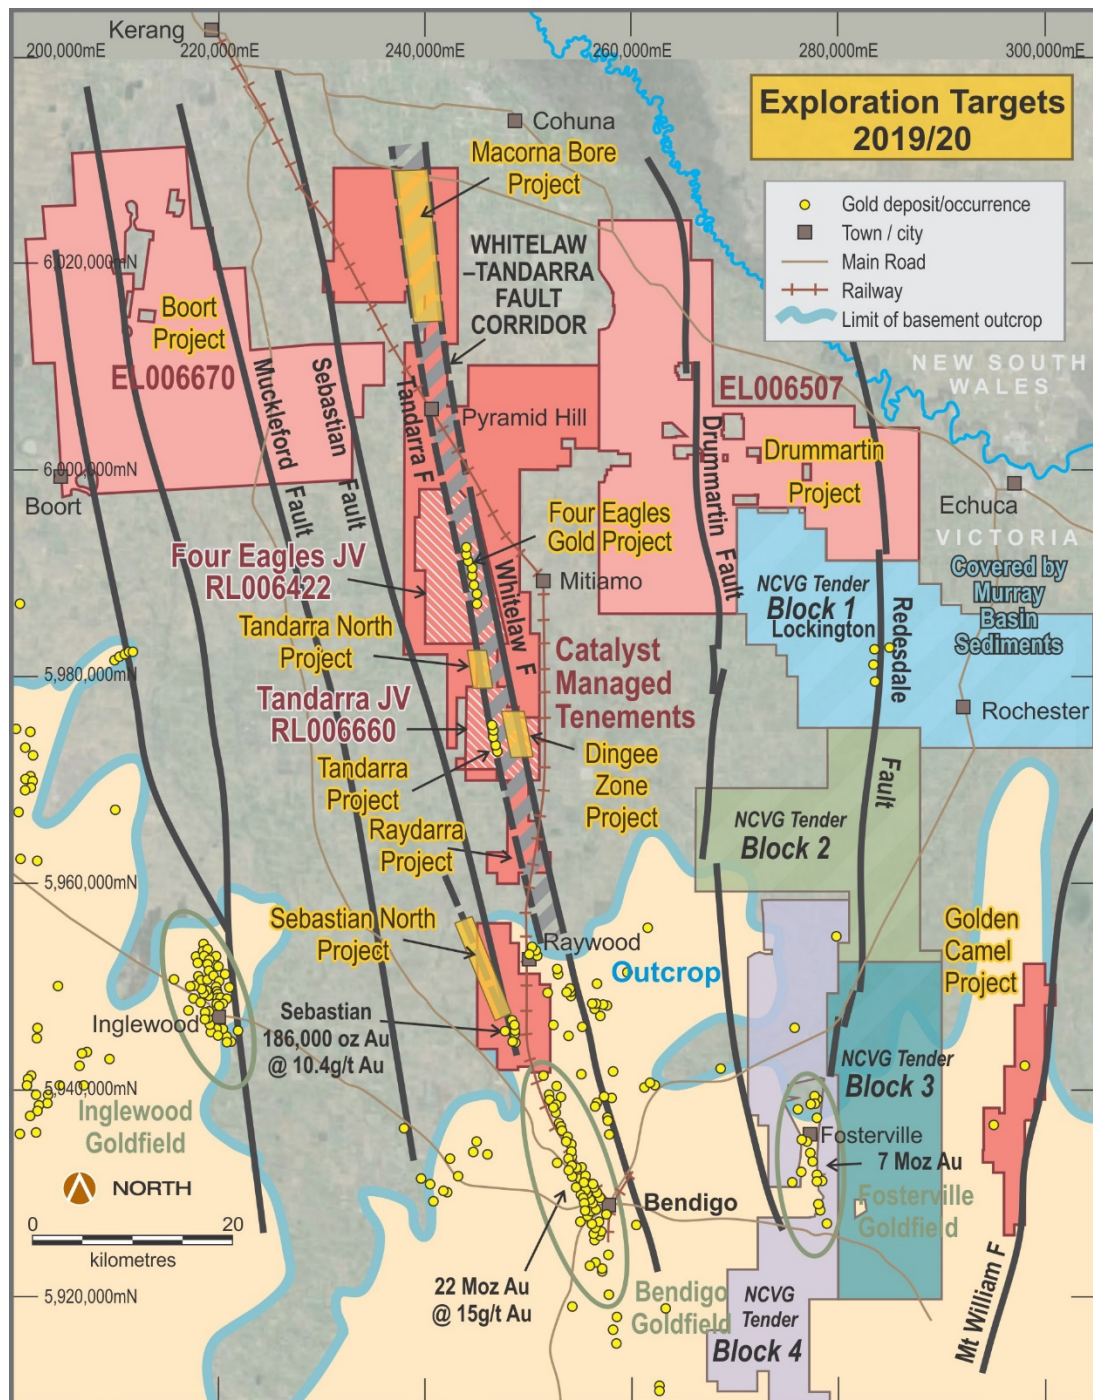 Kerang
200,000mE
220,000mE
240,000mE
260,000mE
280,000mE
300,000mE
Exploration Targets
2019/20
Gold deposit/occurrence
Town / city
Main Road
Railway
Limit of basement outcrop
Cohuna
Macorna Bore
Project
WHITELAW
–TANDARRA
FAULT
CORRIDOR
6,020,000mN
Boort
Project
EL006670
Muckleford Fault
Sebastian Fault
Tandarra F
Pyramid Hill
EL006507
NEW SOUTH
WALES
Drummartin Fault
Drummartin
Project
6,000,000mN
Boort
Echuca
VICTORIA
Four Eagles
Gold Project
Four Eagles JV
RL006422
Whitelaw F
Mitiamo
NCVG Tender
Block 1
Lockington
Redesdale Fault
Covered by
Murray
Basin
Sediments
Tandarra North
Project
Catalyst
Managed
Tenements
5,980,000mN
Tandarra JV
RL006660
Rochester
Tandarra
Project
Dingee
Zone
Project
Raydarra
Project
NCVG Tender
Block 2
5,960,000mN
Sebastian North
Project
Raywood
Outcrop
Golden
Camel
Project
Inglewood
Sebastian
186,000 oz Au
@ 10.4g/t Au
NCVG Tender
Block 3
5,940,000mN
Inglewood
Goldfield
Fosterville
7 Moz Au
Fosterville
Goldfield
NORTH
0
20
kilometres
Bendigo
22 Moz Au
@ 15g/t Au
Bendigo
Goldfield
5,920,000mN
NCVG
Tender
Block 4
Mt William F